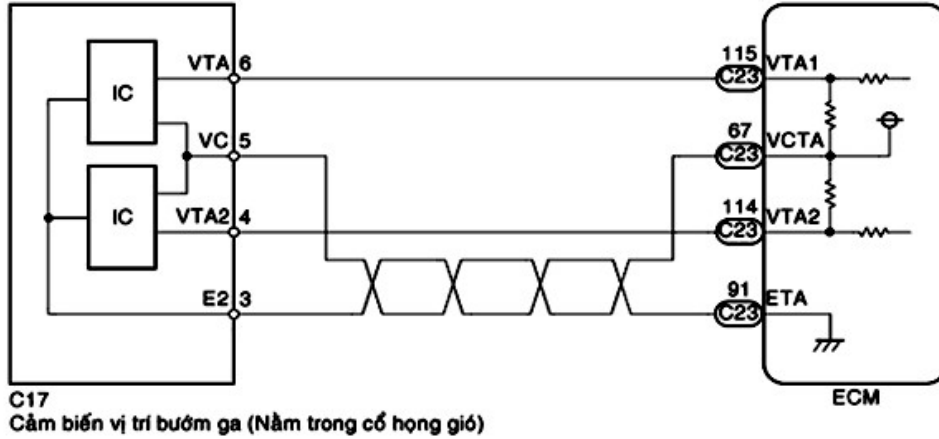 115
VTA 6
C23 VTA1
IC
67
VC 5
C23 VCTA
IC
114
VTA2 4
C23 VTA2
91
E2 3
C23 ETA
C17
ECM
Cảm biến vị trí bướm ga (Nằm trong cổ họng gió)